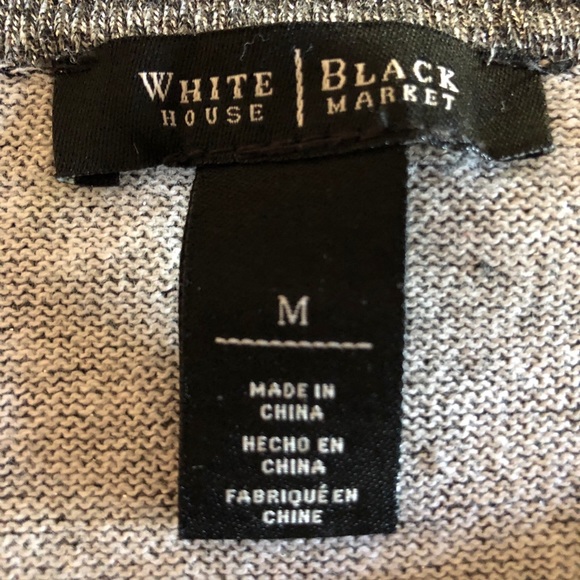 WHITE | BLACK
HOUSE MARKET
M
MADE IN
CHINA
HECHO EN
CHINA
FABRIQUÉ EN
CHINE